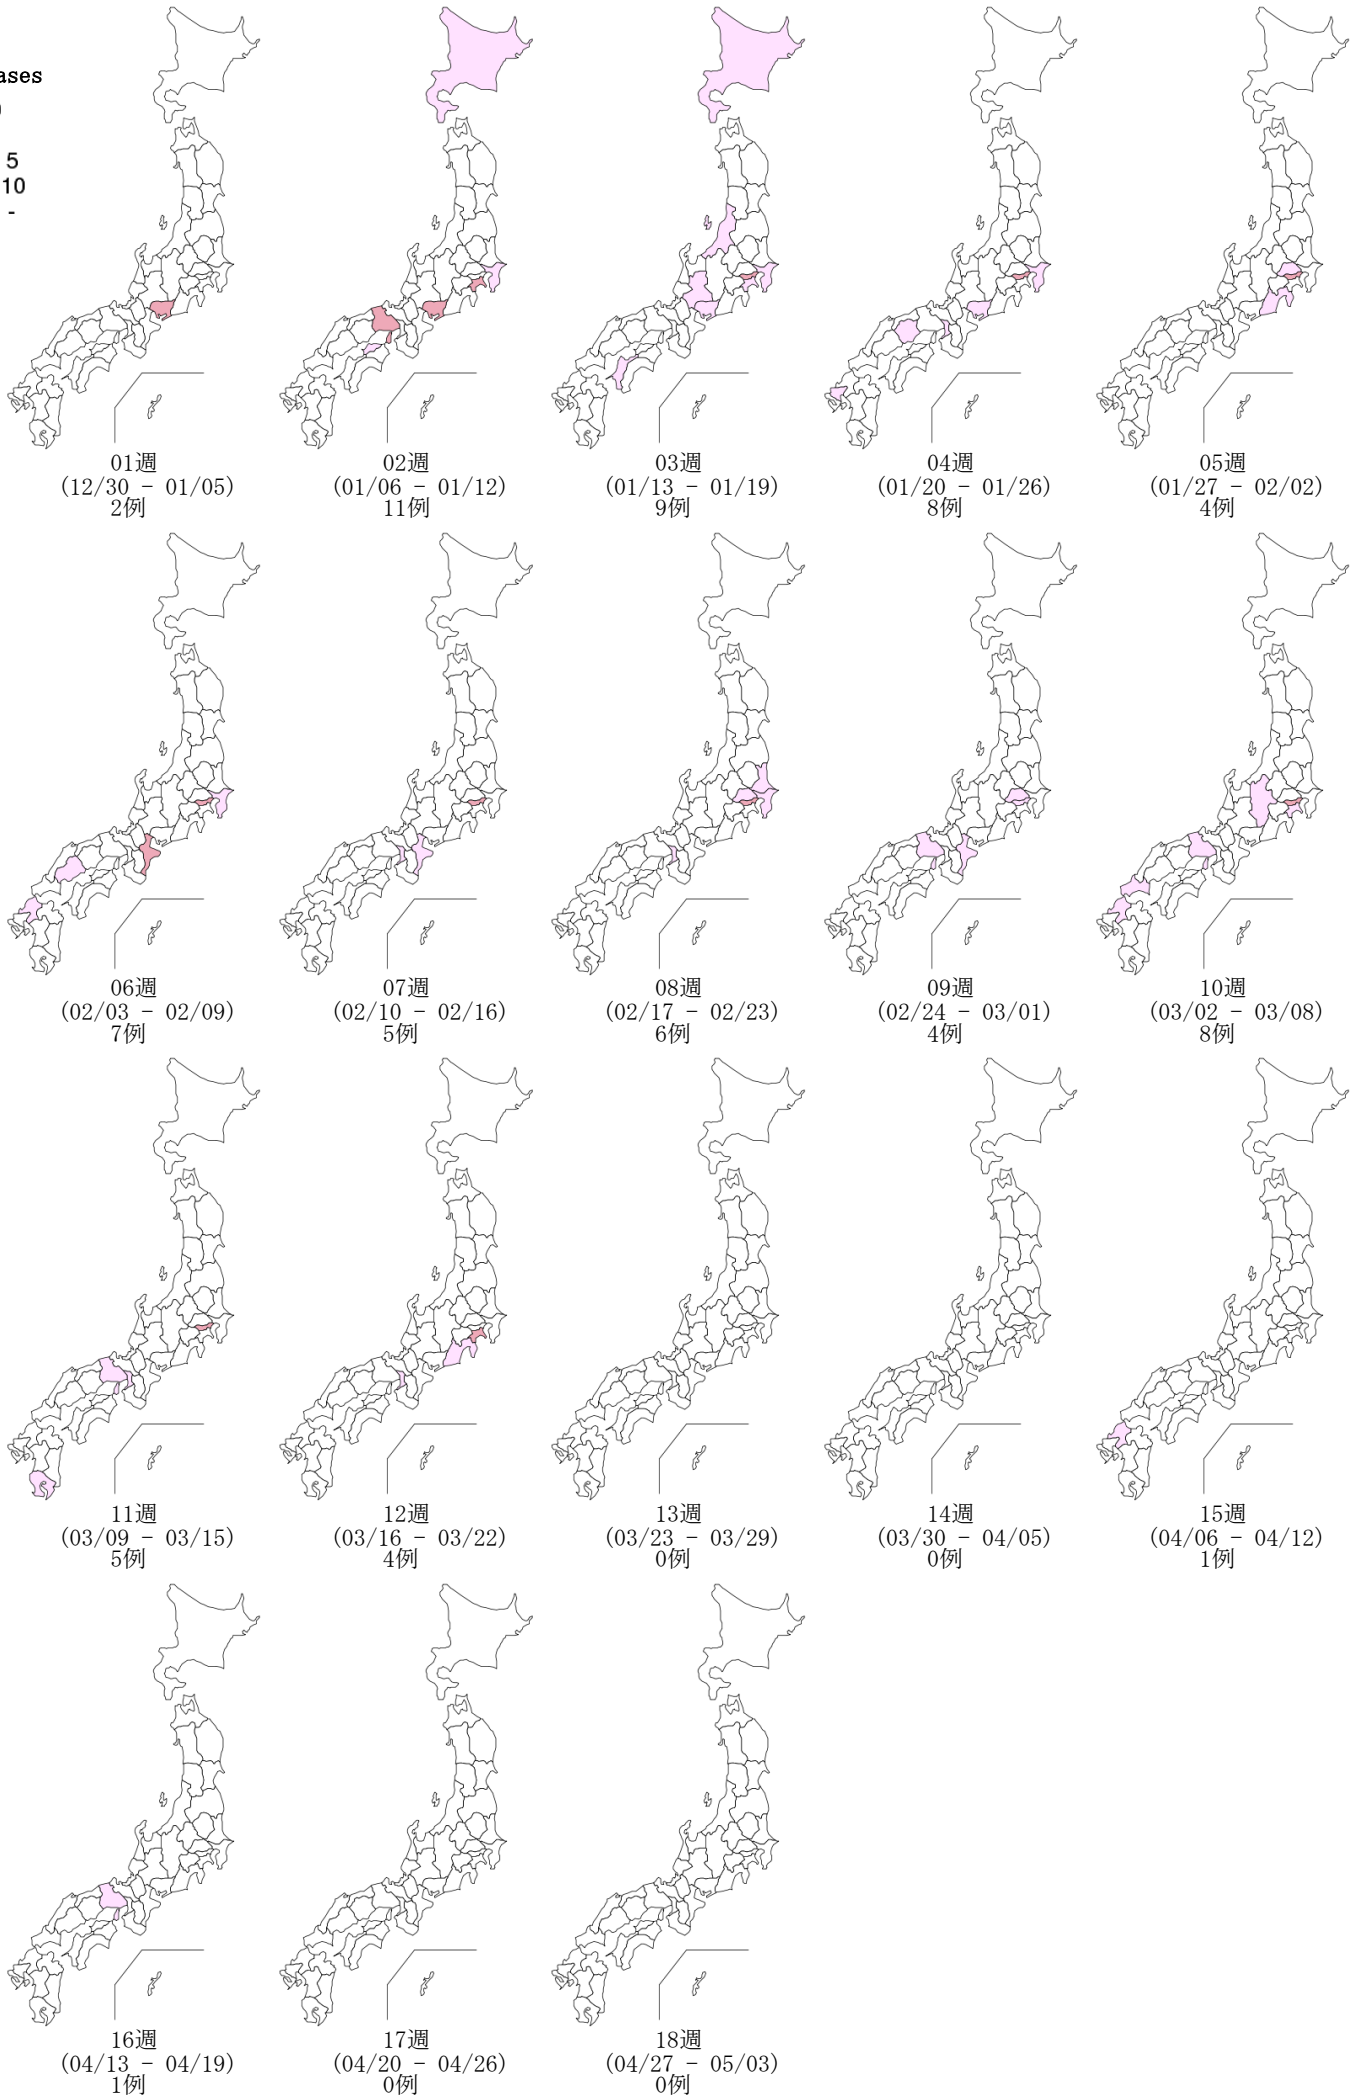 ases
5
10
-
01週
(12/30 - 01/05)
2例
02週
(01/06 - 01/12)
11例
03週
(01/13 - 01/19)
9例
04週
(01/20 - 01/26)
8例
05週
(01/27 - 02/02)
4例
06週
(02/03 - 02/09)
7例
07週
(02/10 - 02/16)
5例
08週
(02/17 - 02/23)
6例
09週
(02/24 - 03/01)
4例
10週
(03/02 - 03/08)
8例
11週
(03/09 - 03/15)
5例
12週
(03/16 - 03/22)
4例
13週
(03/23 - 03/29)
0例
14週
(03/30 - 04/05)
0例
15週
(04/06 - 04/12)
1例
16週
(04/13 - 04/19)
1例
17週
(04/20 - 04/26)
0例
18週
(04/27 - 05/03)
0例